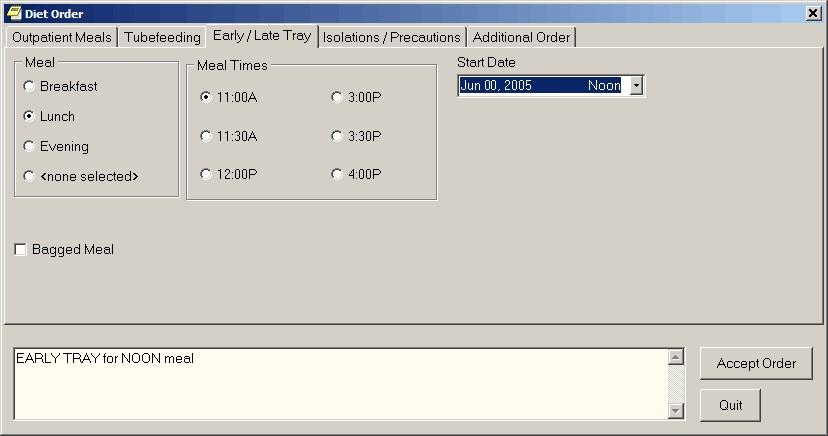 Diet Order
Outpatient Meals Tubefeeding Early / Late Tray Isolations / Precautions Additional Order
Meal
Breakfast
Lunch
Evening
<none selected>
Meal Times
11:00A 3:00P
11:30A 3:30P
12:00P 4:00P
Start Date
Jun 00, 2005 Noon
Bagged Meal
EARLY TRAY for NOON meal
Accept Order
Quit